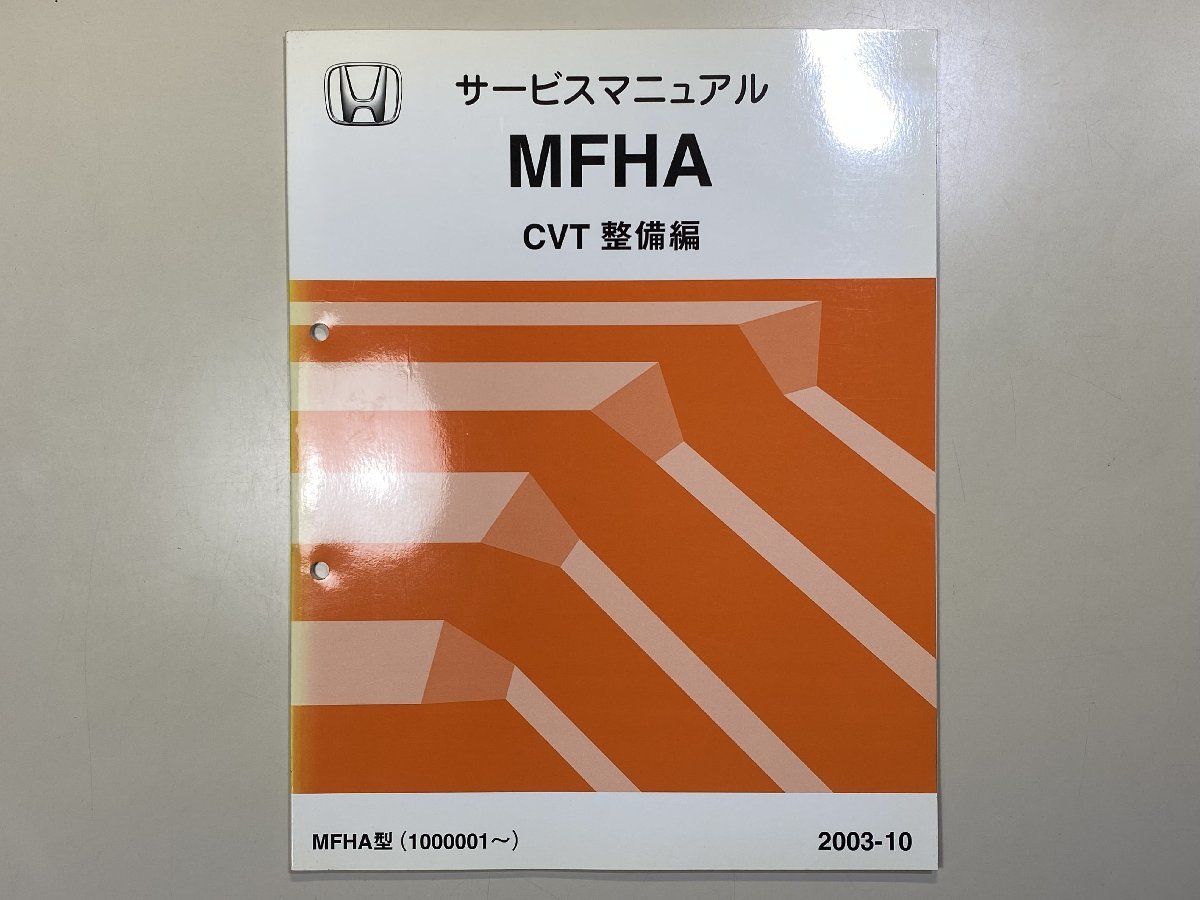 サービスマニュアル
MFHA
CVT 整備編
MFHA型 (1000001～)
2003-10